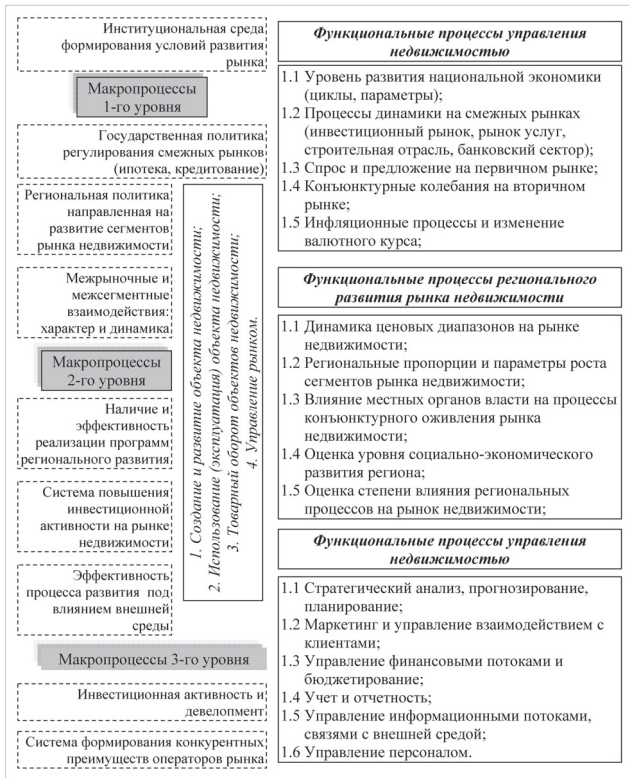 Институциональная среда
формирования условий развития
рынка
Макропроцессы
1-го уровня
Государственная политика
регулирования смежных рынков
(ипотека, кредитование)
Региональная политика
направленная на
развитие сегментов
рынка недвижимости
Межрыночные и
межсегментные
взаимодействия:
характер и динамика
Макропроцессы
2-го уровня
Наличие и
эффективность
реализации программ
регионального развития
Система повышения
инвестиционной
активности на рынке
недвижимости
Эффективность
процесса развития под
влиянием внешней
среды
Макропроцессы 3-го уровня
Инвестиционная активность и
девелопмент
Система формирования конкурентных
преимуществ операторов рынка
1. Создание и развитие объекта недвижимости;
2. Использование (эксплуатация) объекта недвижимости;
3. Товарный оборот объектов недвижимости;
4. Управление рынком.
Функциональные процессы управления
недвижимостью
1.1 Уровень развития национальной экономики
(циклы, параметры);
1.2 Процессы динамики на смежных рынках
(инвестиционный рынок, рынок услуг,
строительная отрасль, банковский сектор);
1.3 Спрос и предложение на первичном рынке;
1.4 Конъюнктурные колебания на вторичном
рынке;
1.5 Инфляционные процессы и изменение
валютного курса;
Функциональные процессы регионального
развития рынка недвижимости
1.1 Динамика ценовых диапазонов на рынке
недвижимости;
1.2 Региональные пропорции и параметры роста
сегментов рынка недвижимости;
1.3 Влияние местных органов власти на процессы
конъюнктурного оживления рынка
недвижимости;
1.4 Оценка уровня социально-экономического
развития региона;
1.5 Оценка степени влияния региональных
процессов на рынок недвижимости;
Функциональные процессы управления
недвижимостью
1.1 Стратегический анализ, прогнозирование,
планирование;
1.2 Маркетинг и управление взаимодействием с
клиентами;
1.3 Управление финансовыми потоками и
бюджетирование;
1.4 Учет и отчетность;
1.5 Управление информационными потоками,
связями с внешней средой;
1.6 Управление персоналом.